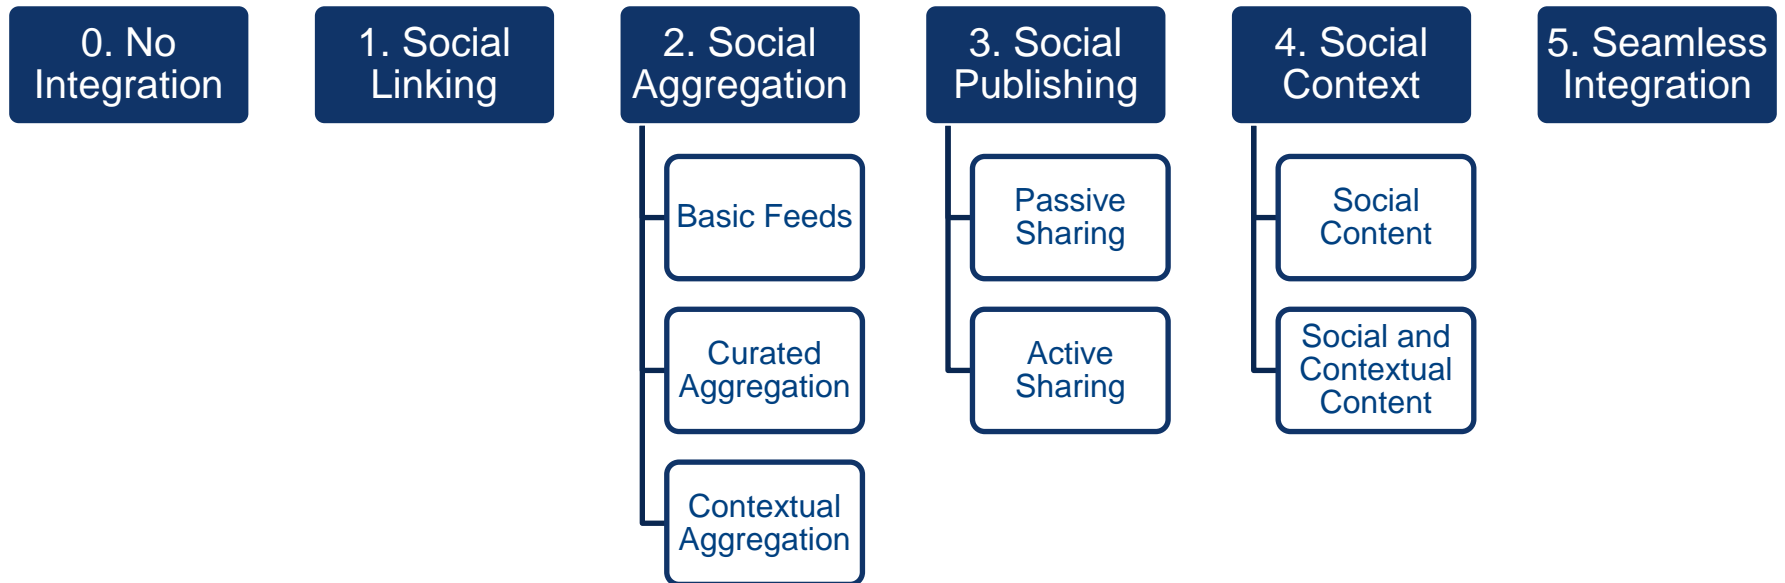 0. No
Integration
1. Social
Linking
2. Social
Aggregation
3. Social
Publishing
4. Social
Context
5. Seamless
Integration
Basic Feeds
Curated
Aggregation
Contextual
Aggregation
Passive
Sharing
Active
Sharing
Social
Content
Social and
Contextual
Content